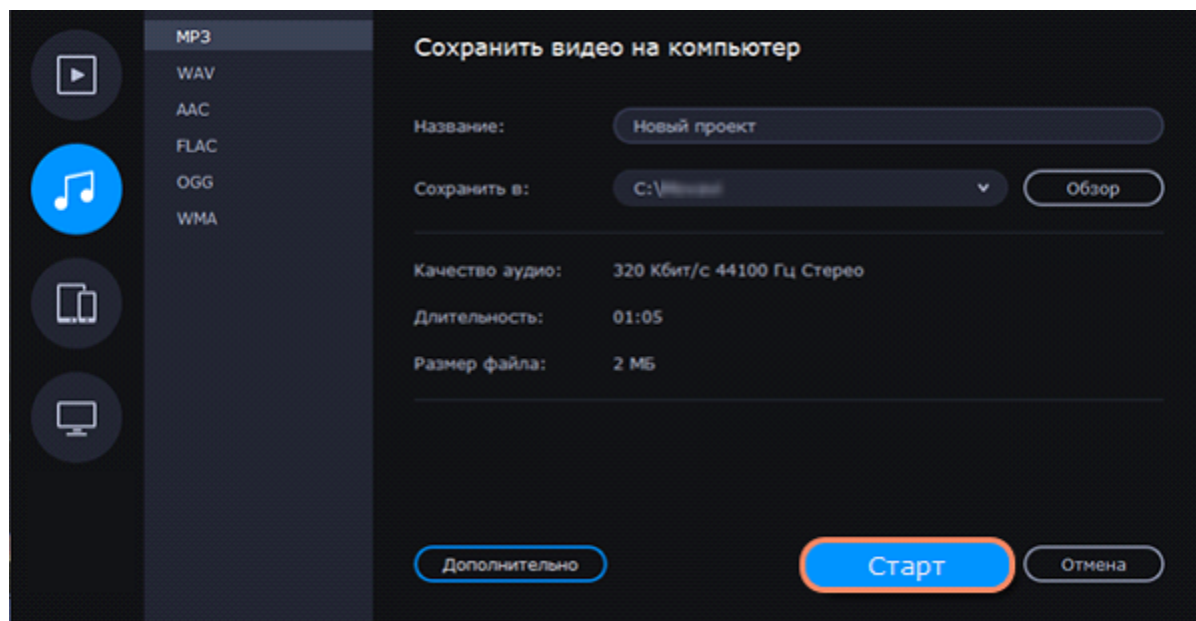 MP3
WAV
AAC
FLAC
OGG
WMA
Сохранить видео на компьютер
Название: Новый проект
Сохранить в: C:\ Обзор
Качество аудио: 320 Кбит/с 44100 Гц Стерео
Длительность: 01:05
Размер файла: 2 МБ
Дополнительно Старт Отмена